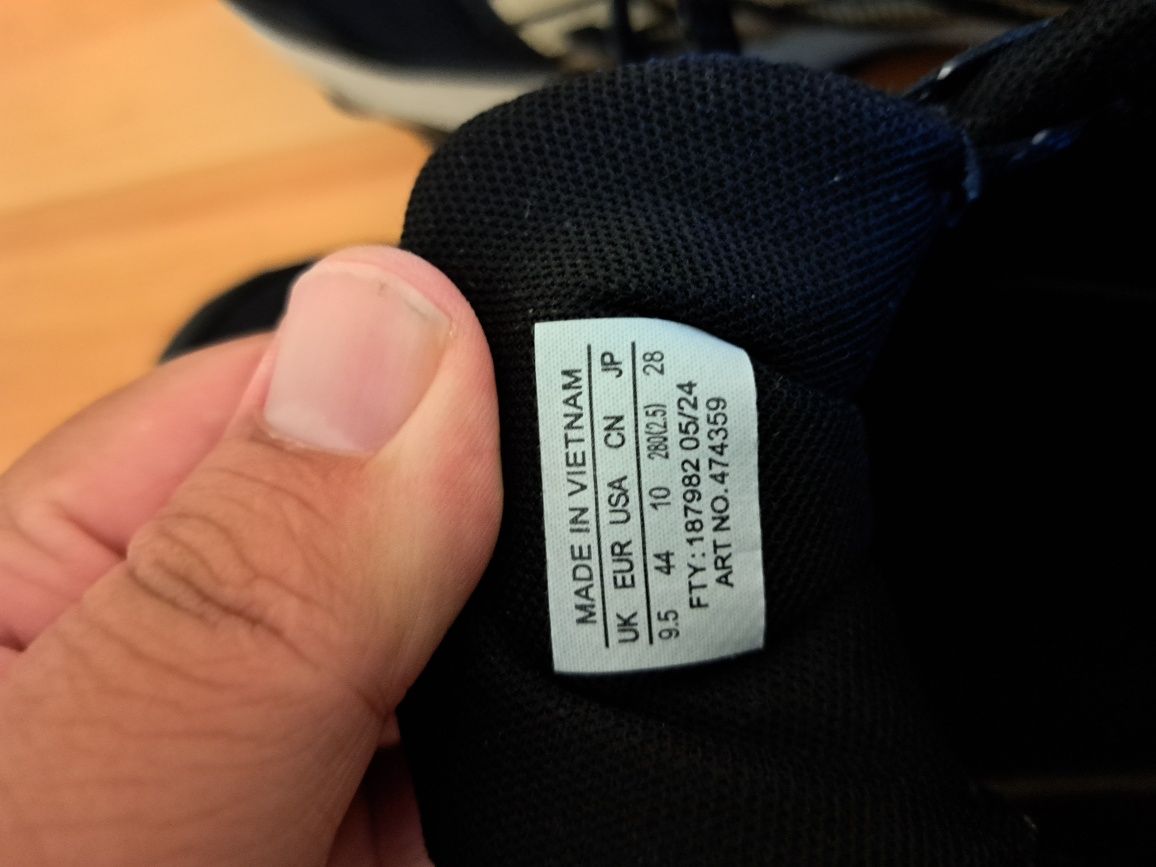 MADE IN VIETNAM
UK EUR USA CN JP
9.5 44 10 280(2.5) 28
FTY:187982 05/24
ART NO.474359